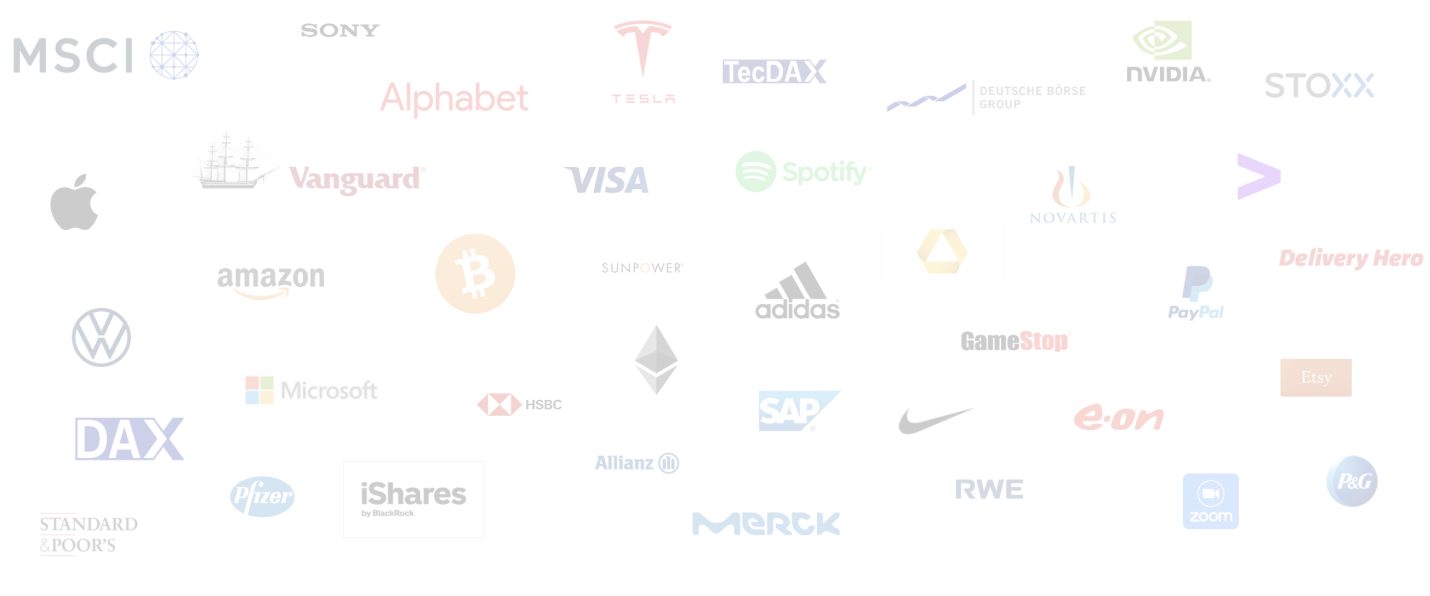 MSCI
SONY
Alphabet
TESLA
TecDAX
DEUTSCHE BÖRSE
GROUP
NVIDIA.
STOXX
Vanguard®
VISA
Spotify
NOVARTIS
amazon
SUNPOWER®
adidas
PayPal
Delivery Hero
GameStop
Microsoft
HSBC
SAP
e·on
Etsy
DAX
Allianz
Pfizer
iShares
by BlackRock
RWE
zoom
P&G
STANDARD
&POOR'S
MERCK